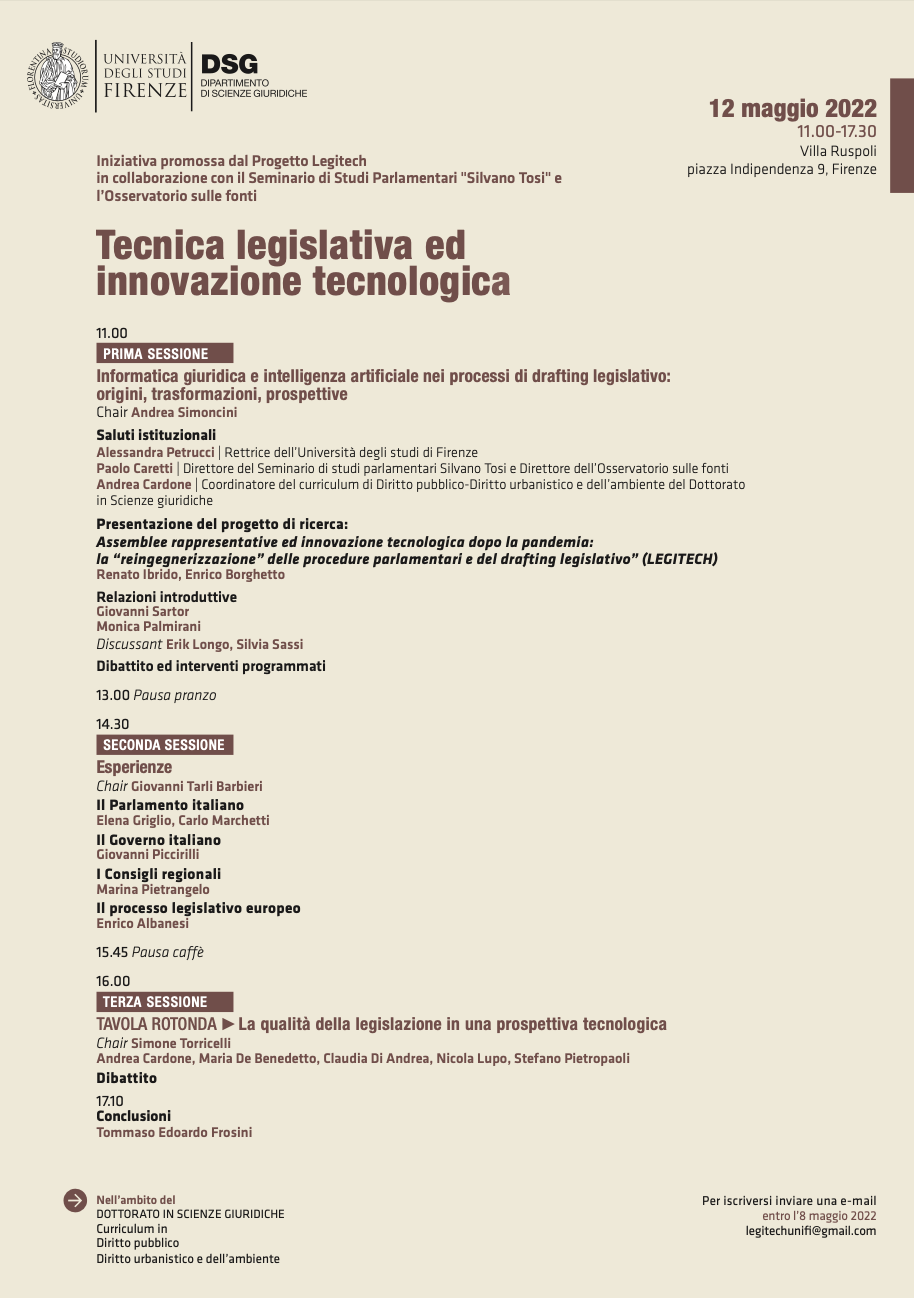 FLORENTINA STUDIORUM UNIVERSITAS
UNIVERSITÀ
DEGLI STUDI
FIRENZE
DSG
DIPARTIMENTO
DI SCIENZE GIURIDICHE
12 maggio 2022
11.00-17.30
Villa Ruspoli
piazza Indipendenza 9, Firenze
Iniziativa promossa dal Progetto Legitech
in collaborazione con il Seminario di Studi Parlamentari "Silvano Tosi" e
l’Osservatorio sulle fonti
Tecnica legislativa ed
innovazione tecnologica
11.00
PRIMA SESSIONE
Informatica giuridica e intelligenza artificiale nei processi di drafting legislativo:
origini, trasformazioni, prospettive
Chair Andrea Simoncini
Saluti istituzionali
Alessandra Petrucci | Rettrice dell’Università degli studi di Firenze
Paolo Caretti | Direttore del Seminario di studi parlamentari Silvano Tosi e Direttore dell’Osservatorio sulle fonti
Andrea Cardone | Coordinatore del curriculum di Diritto pubblico-Diritto urbanistico e dell’ambiente del Dottorato
in Scienze giuridiche
Presentazione del progetto di ricerca:
Assemblee rappresentative ed innovazione tecnologica dopo la pandemia:
la “reingegnerizzazione” delle procedure parlamentari e del drafting legislativo” (LEGITECH)
Renato Ibrido, Enrico Borghetto
Relazioni introduttive
Giovanni Sartor
Monica Palmirani
Discussant Erik Longo, Silvia Sassi
Dibattito ed interventi programmati
13.00 Pausa pranzo
14.30
SECONDA SESSIONE
Esperienze
Chair Giovanni Tarli Barbieri
Il Parlamento italiano
Elena Griglio, Carlo Marchetti
Il Governo italiano
Giovanni Piccirilli
I Consigli regionali
Marina Pietrangelo
Il processo legislativo europeo
Enrico Albanesi
15.45 Pausa caffè
16.00
TERZA SESSIONE
TAVOLA ROTONDA ▶ La qualità della legislazione in una prospettiva tecnologica
Chair Simone Torricelli
Andrea Cardone, Maria De Benedetto, Claudia Di Andrea, Nicola Lupo, Stefano Pietropaoli
Dibattito
17.10
Conclusioni
Tommaso Edoardo Frosini
Nell’ambito del
DOTTORATO IN SCIENZE GIURIDICHE
Curriculum in
Diritto pubblico
Diritto urbanistico e dell’ambiente
Per iscriversi inviare una e-mail
entro l’8 maggio 2022
legitechunifi@gmail.com